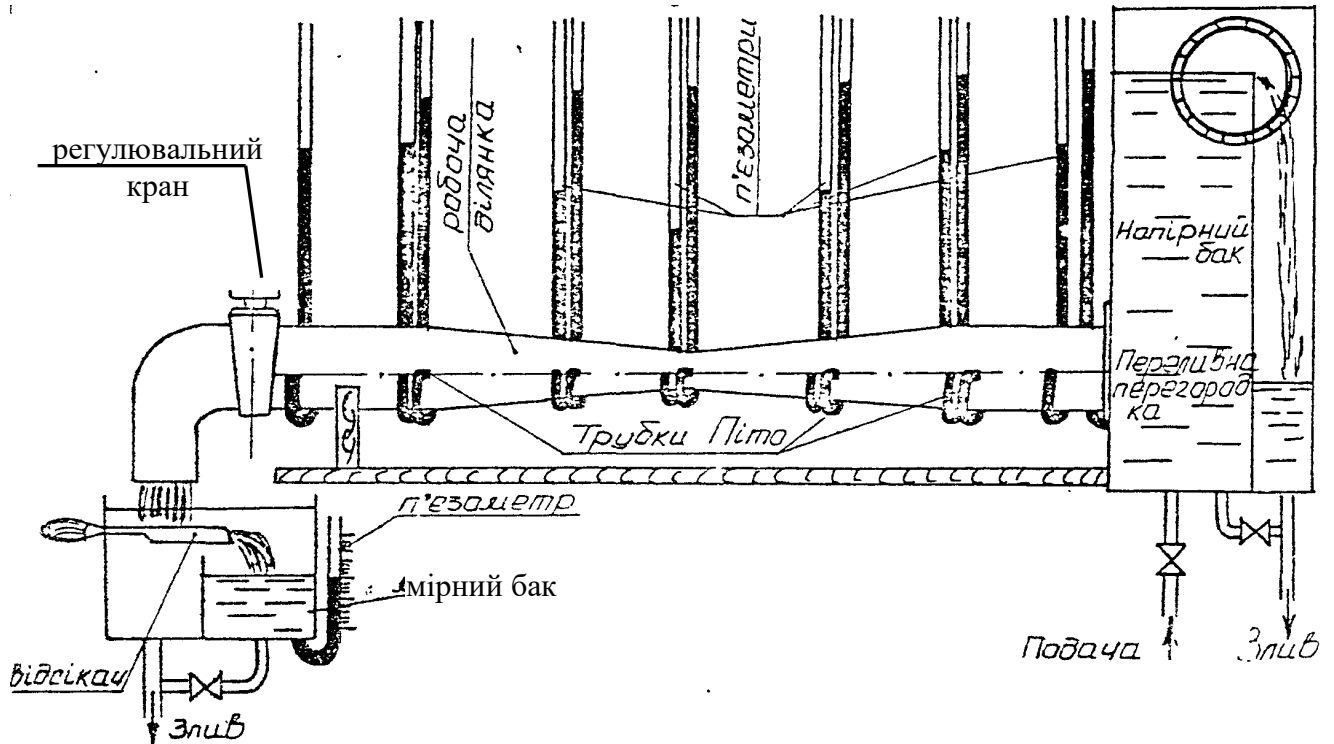 регулювальний
кран
робоча
ділянка
п'єзометри
Напірний
бак
Переливна
перегород
ка
Трубки Піто
п'єзометр
мірний бак
Відсікач
Злив
Подача
Злив